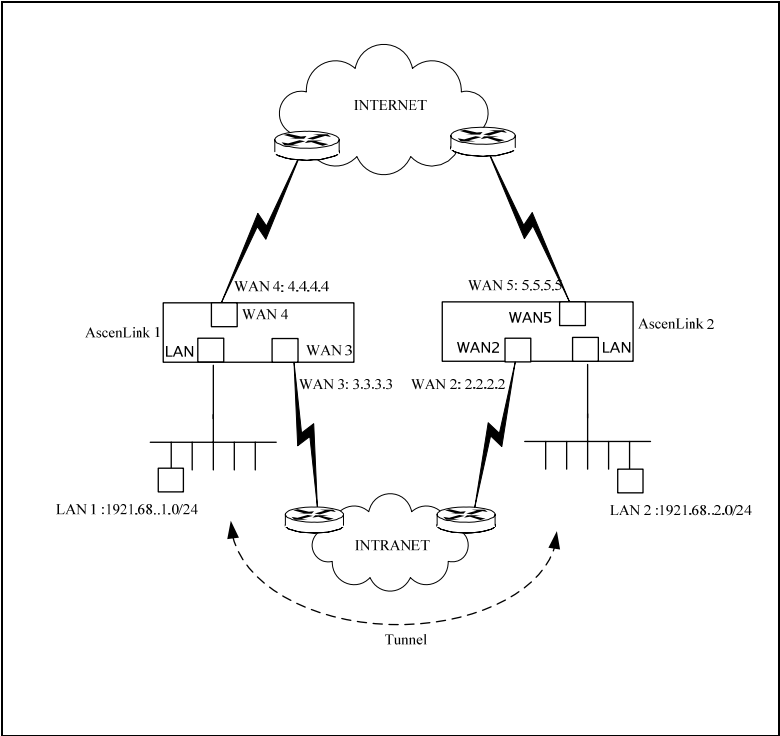 INTERNET
WAN 4: 4.4.4.4
WAN 5: 5.5.5.5
WAN 4
WAN5
AscenLink 1
AscenLink 2
LAN
WAN 3
WAN2
LAN
WAN 3: 3.3.3.3
WAN 2: 2.2.2.2
LAN 1 :1921.68..1.0/24
LAN 2 :1921.68..2.0/24
INTRANET
Tunnel